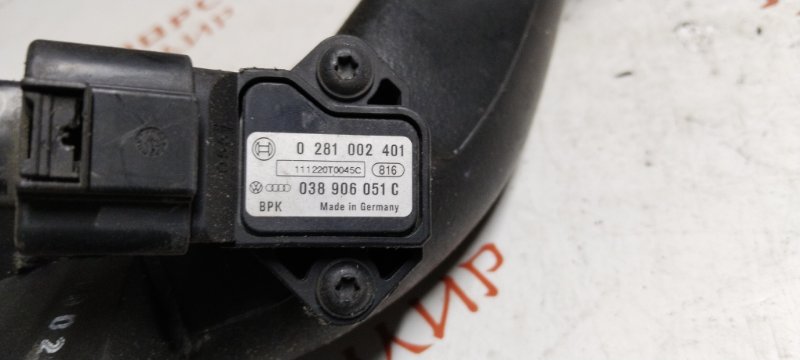 0 281 002 401
111220T0045C 816
038 906 051 C
BPK Made in Germany